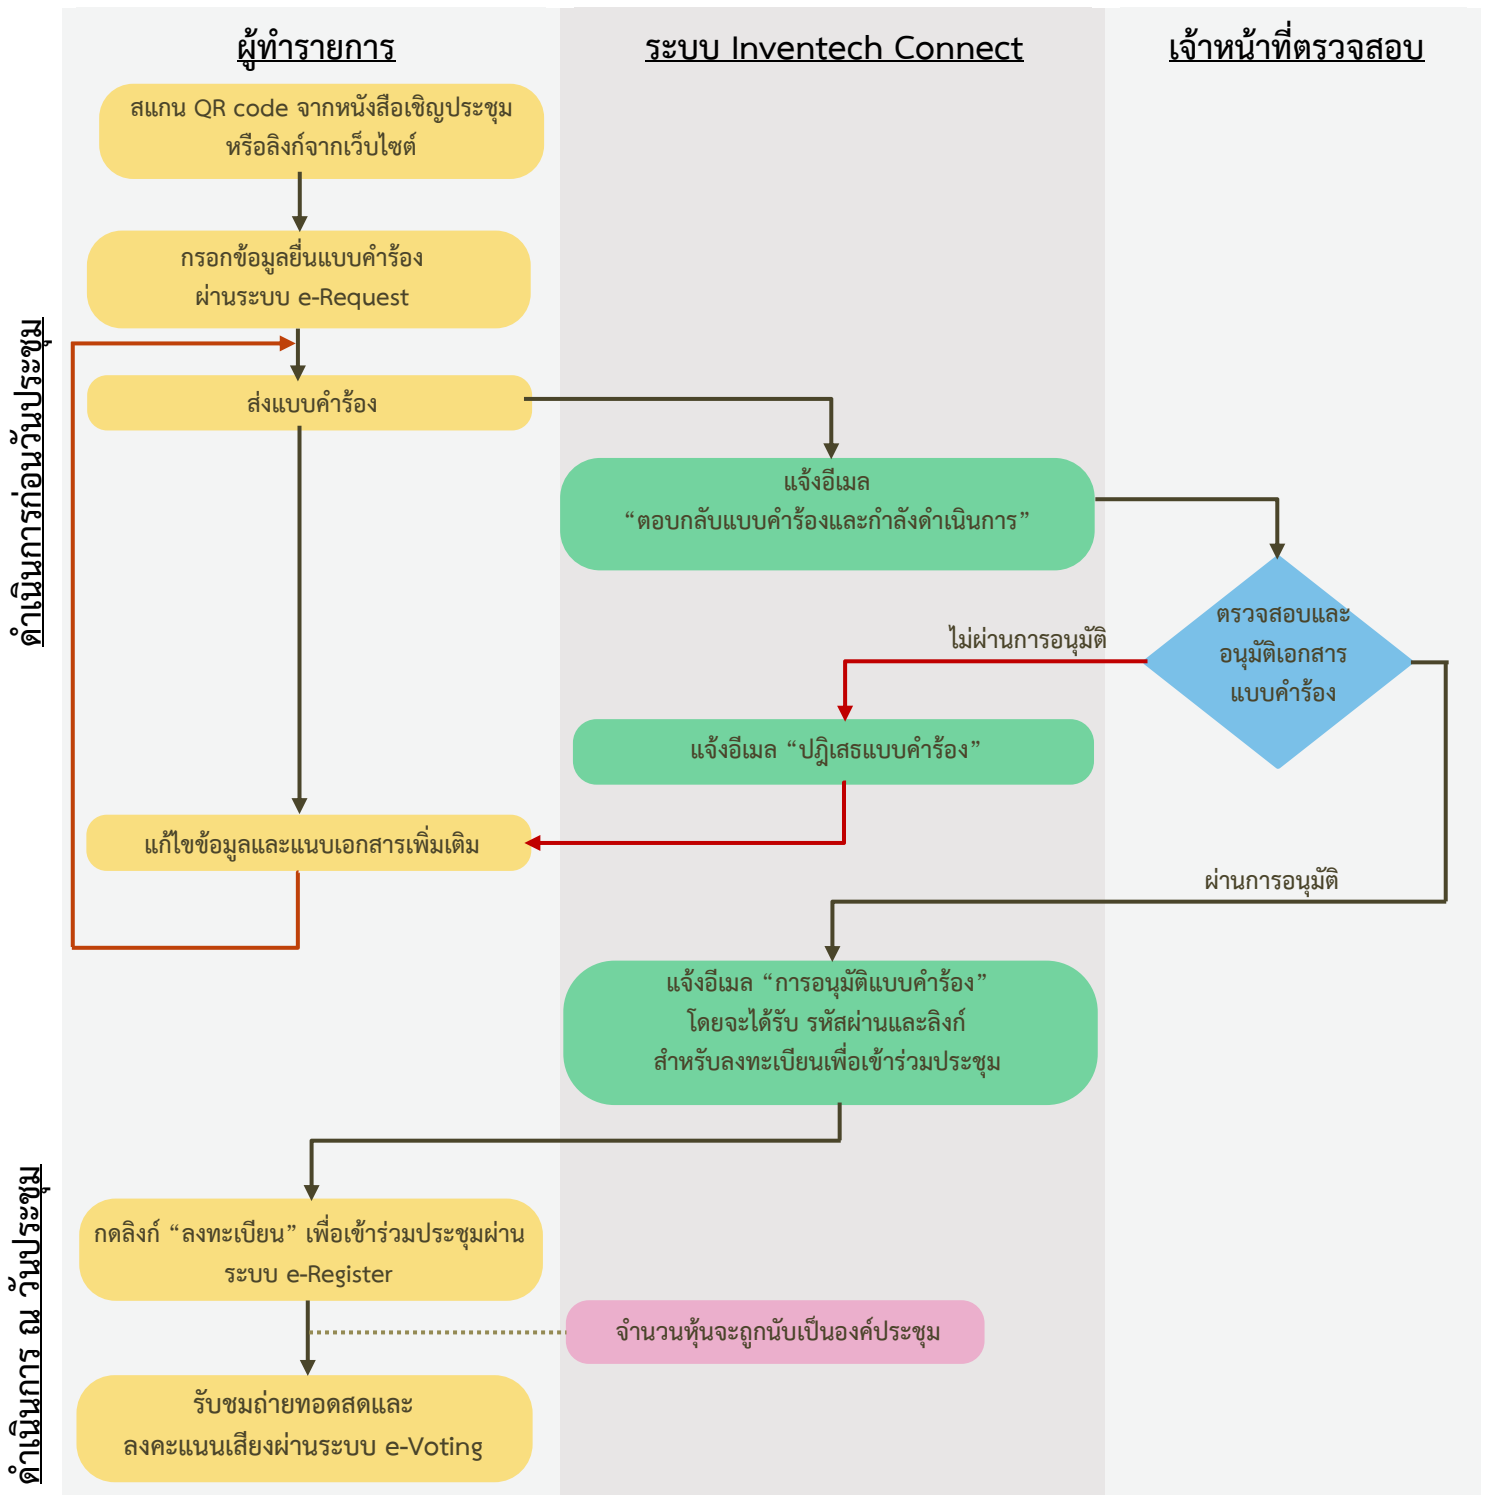 ผู้ทำรายการ
ระบบ Inventech Connect
เจ้าหน้าที่ตรวจสอบ
ดำเนินการก่อนวันประชุม
สแกน QR code จากหนังสือเชิญประชุม
หรือลิงก์จากเว็บไซต์
กรอกข้อมูลยื่นแบบคำร้อง
ผ่านระบบ e-Request
ส่งแบบคำร้อง
แจ้งอีเมล
“ตอบกลับแบบคำร้องและกำลังดำเนินการ”
ตรวจสอบและ
อนุมัติเอกสาร
แบบคำร้อง
ไม่ผ่านการอนุมัติ
แจ้งอีเมล “ปฎิเสธแบบคำร้อง”
แก้ไขข้อมูลและแนบเอกสารเพิ่มเติม
ผ่านการอนุมัติ
แจ้งอีเมล “การอนุมัติแบบคำร้อง”
โดยจะได้รับ รหัสผ่านและลิงก์
สำหรับลงทะเบียนเพื่อเข้าร่วมประชุม
ดำเนินการ ณ วันประชุม
กดลิงก์ “ลงทะเบียน” เพื่อเข้าร่วมประชุมผ่าน
ระบบ e-Register
จำนวนหุ้นจะถูกนับเป็นองค์ประชุม
รับชมถ่ายทอดสดและ
ลงคะแนนเสียงผ่านระบบ e-Voting